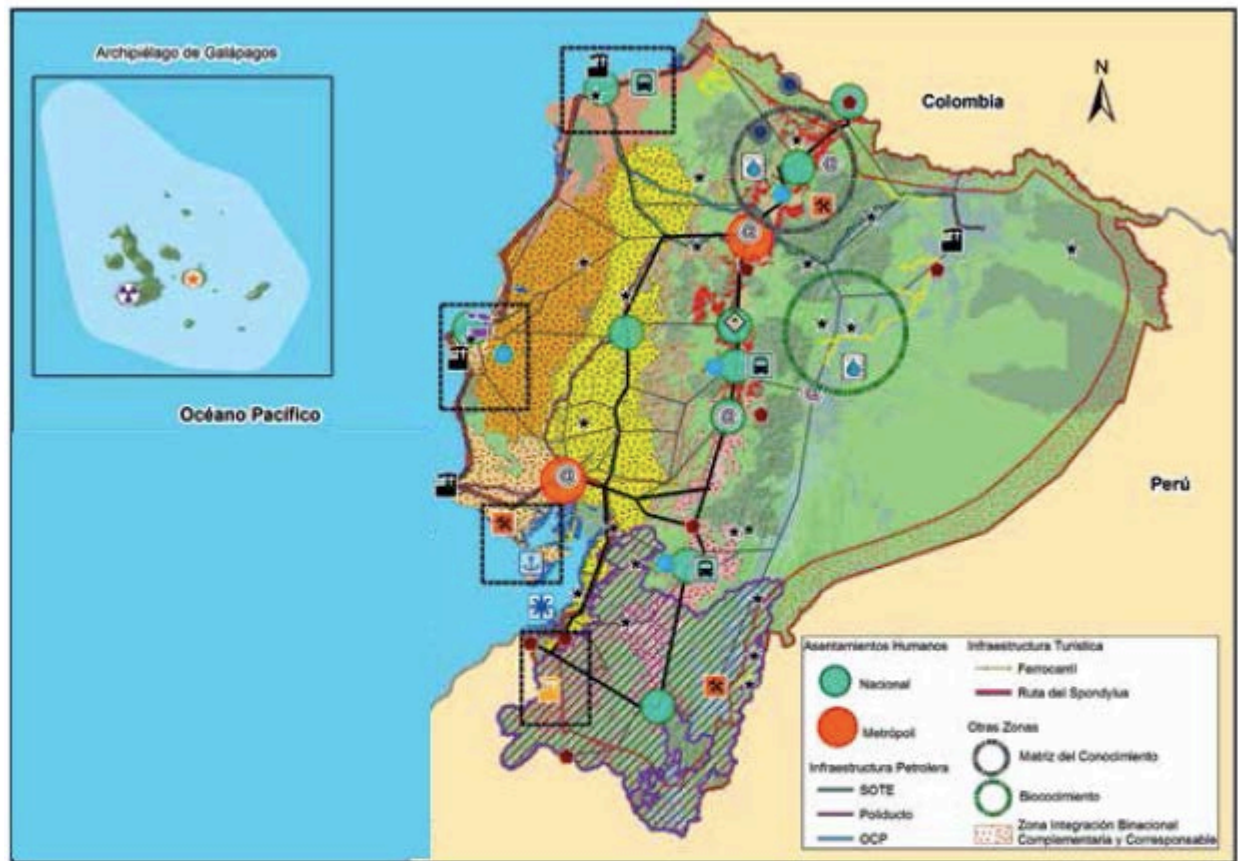 Archipiélago de Galápagos
Océano Pacífico
Colombia
N
Perú
@
@
@
@
@
Asentamientos Humanos
Nacional
Metrópoli
Infraestructura Petrolera
SOTE
Poliducto
OCP
Infraestructura Turística
Ferrocarril
Ruta del Spondylus
Otras Zonas
Matriz del Conocimiento
Biococimiento
Zona Integración Binacional
Complementaria y Corresponsable